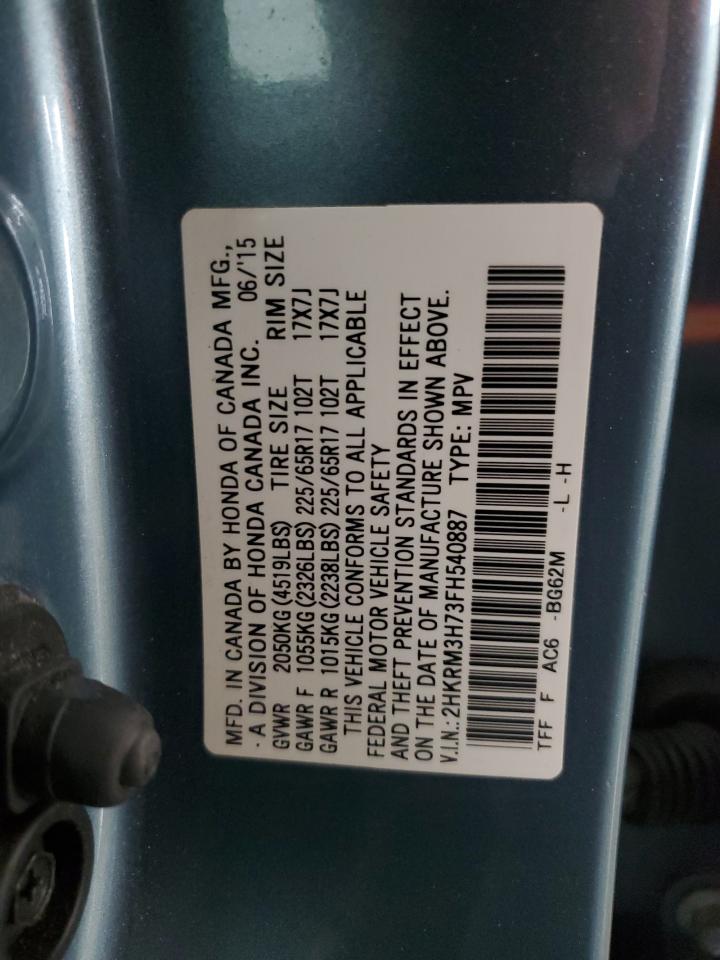 MFD. IN CANADA BY HONDA OF CANADA MFG.,
- A DIVISION OF HONDA CANADA INC. 06/'15
GVWR 2050KG (4519LBS) TIRE SIZE RIM SIZE
GAWR F 1055KG (2326LBS) 225/65R17 102T 17X7J
GAWR R 1015KG (2238LBS) 225/65R17 102T 17X7J
THIS VEHICLE CONFORMS TO ALL APPLICABLE
FEDERAL MOTOR VEHICLE SAFETY
AND THEFT PREVENTION STANDARDS IN EFFECT
ON THE DATE OF MANUFACTURE SHOWN ABOVE.
V.I.N.: 2HKRM3H73FH540887 TYPE: MPV
TFF F AC6 -BG62M -L -H